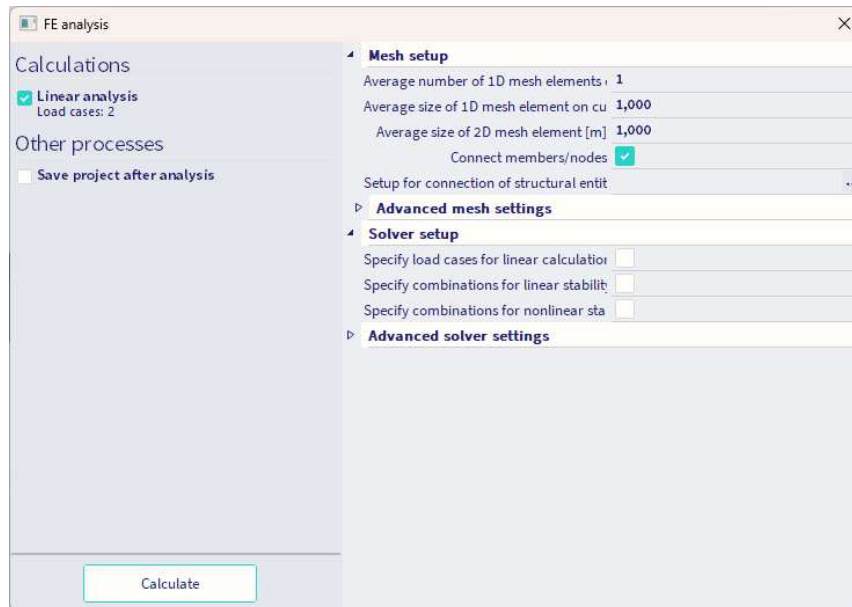 FE analysis
Calculations
Linear analysis
Load cases: 2
Other processes
Save project after analysis
Calculate
Mesh setup
Average number of 1D mesh elements 1
Average size of 1D mesh element on cu 1,000
Average size of 2D mesh element [m] 1,000
Connect members/nodes
Setup for connection of structural entit
Advanced mesh settings
Solver setup
Specify load cases for linear calculation
Specify combinations for linear stability
Specify combinations for nonlinear sta
Advanced solver settings